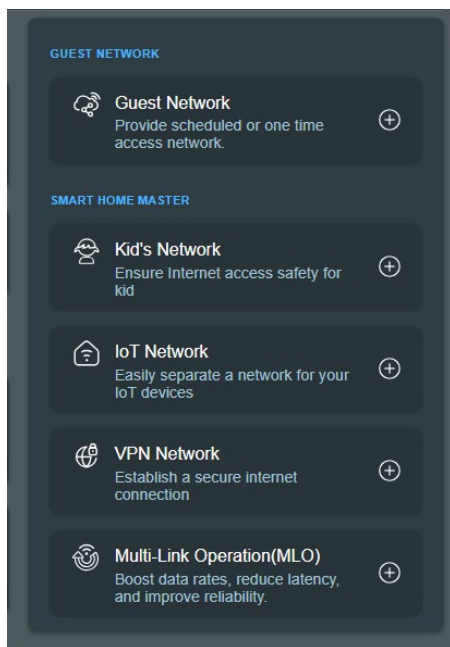 GUEST NETWORK
Guest Network
Provide scheduled or one time
access network.
SMART HOME MASTER
Kid's Network
Ensure Internet access safety for
kid
IoT Network
Easily separate a network for your
IoT devices
VPN Network
Establish a secure internet
connection
Multi-Link Operation(MLO)
Boost data rates, reduce latency,
and improve reliability.